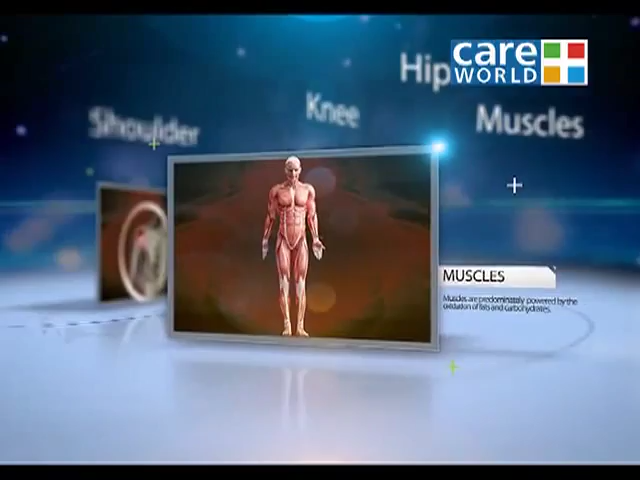 care
WORLD
Hip
Knee
Shoulder
Muscles
MUSCLES
Muscles are predominately powered by the
oxidation of fats and carbohydrates.